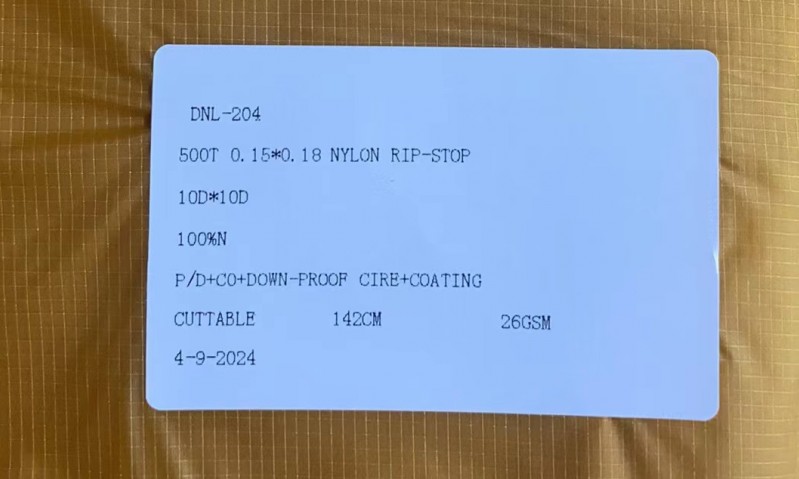 DNL-204
500T 0.15*0.18 NYLON RIP-STOP
10D*10D
100%N
P/D+CO+DOWN-PROOF CIRE+COATING
CUTTABLE 142CM 26GSM
4-9-2024